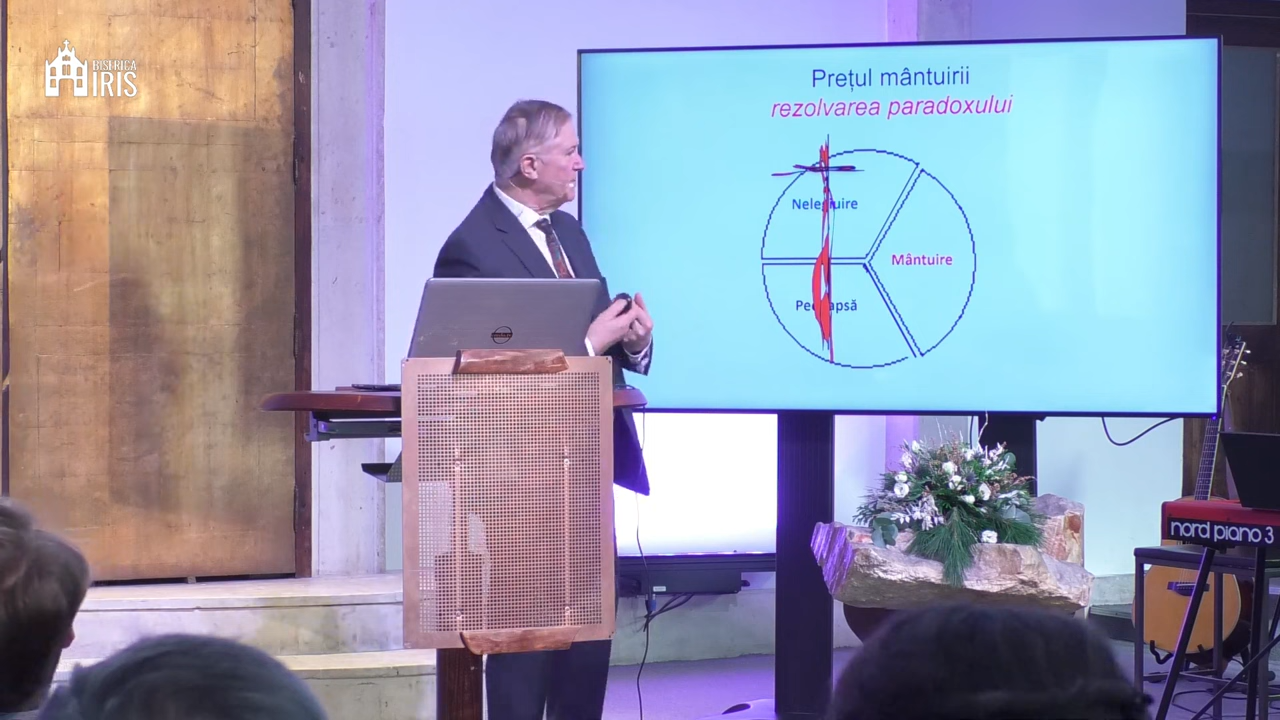 BISERICA
IRIS
Prețul mântuirii
rezolvarea paradoxului
Mântuire
nord piano 3